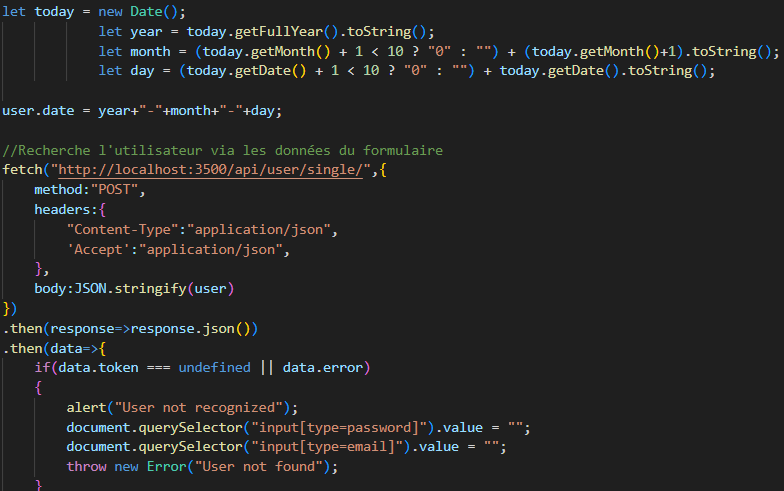 let today = new Date();
let year = today.getFullYear().toString();
let month = (today.getMonth() + 1 < 10 ? "0" : "") + (today.getMonth()+1).toString();
let day = (today.getDate() + 1 < 10 ? "0" : "") + today.getDate().toString();
user.date = year+"-"+month+"-"+day;
//Recherche l'utilisateur via les données du formulaire
fetch("http://localhost:3500/api/user/single/",{
method:"POST",
headers:{
"Content-Type":"application/json",
'Accept':"application/json",
},
body:JSON.stringify(user)
})
.then(response=>response.json())
.then(data=>{
if(data.token === undefined || data.error)
{
alert("User not recognized");
document.querySelector("input[type=password]").value = "";
document.querySelector("input[type=email]").value = "";
throw new Error("User not found");
}